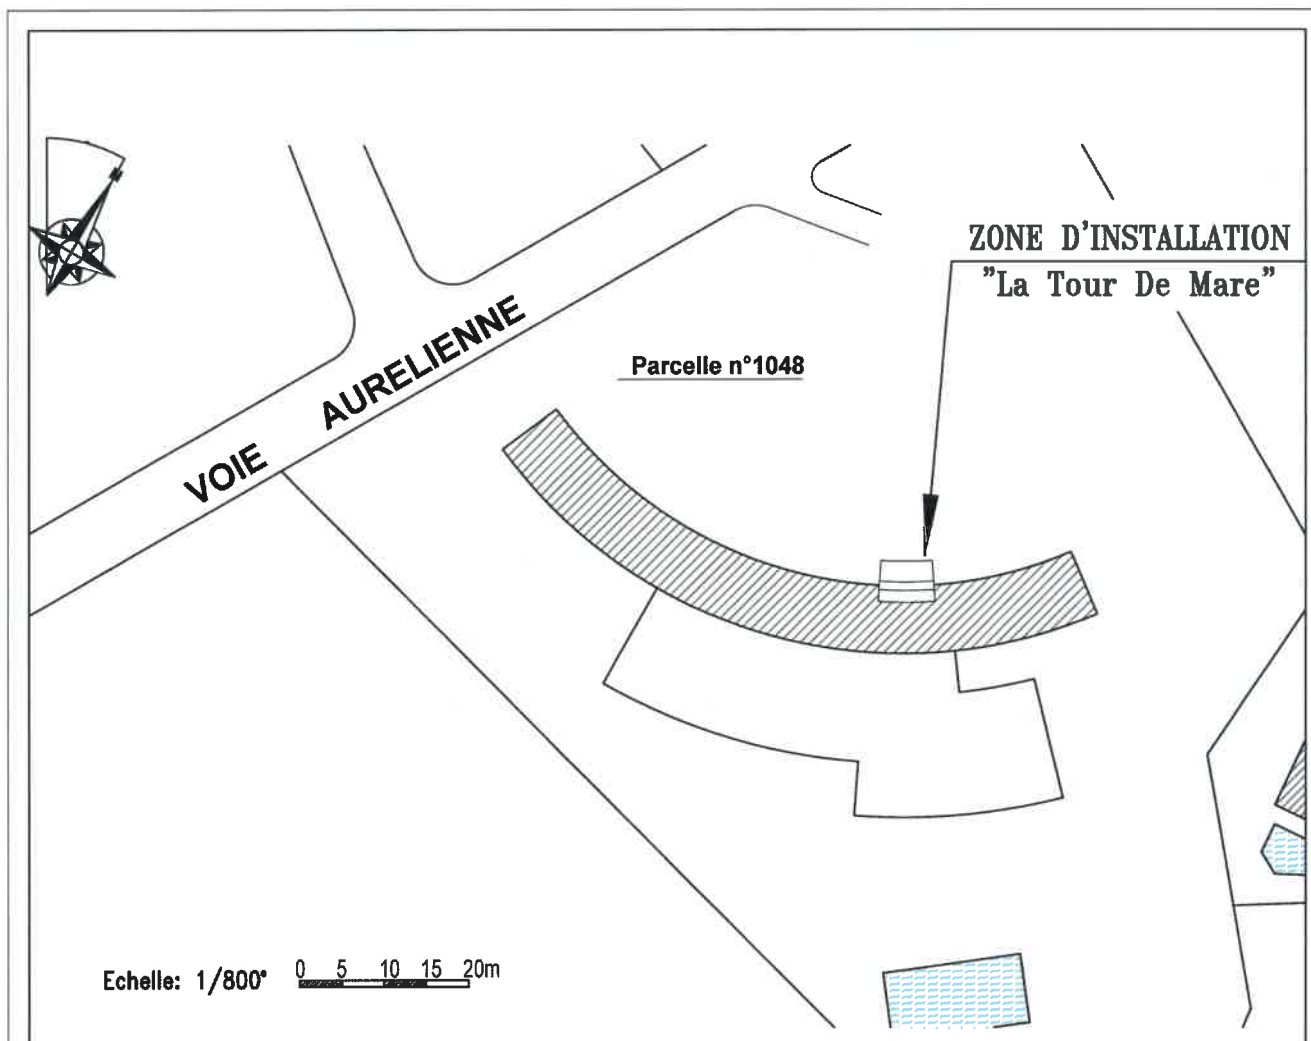 ZONE D'INSTALLATION
"La Tour De Mare"
Parcelle n°1048
VOIE AURELIENNE
Echelle: 1/800°
0 5 10 15 20m